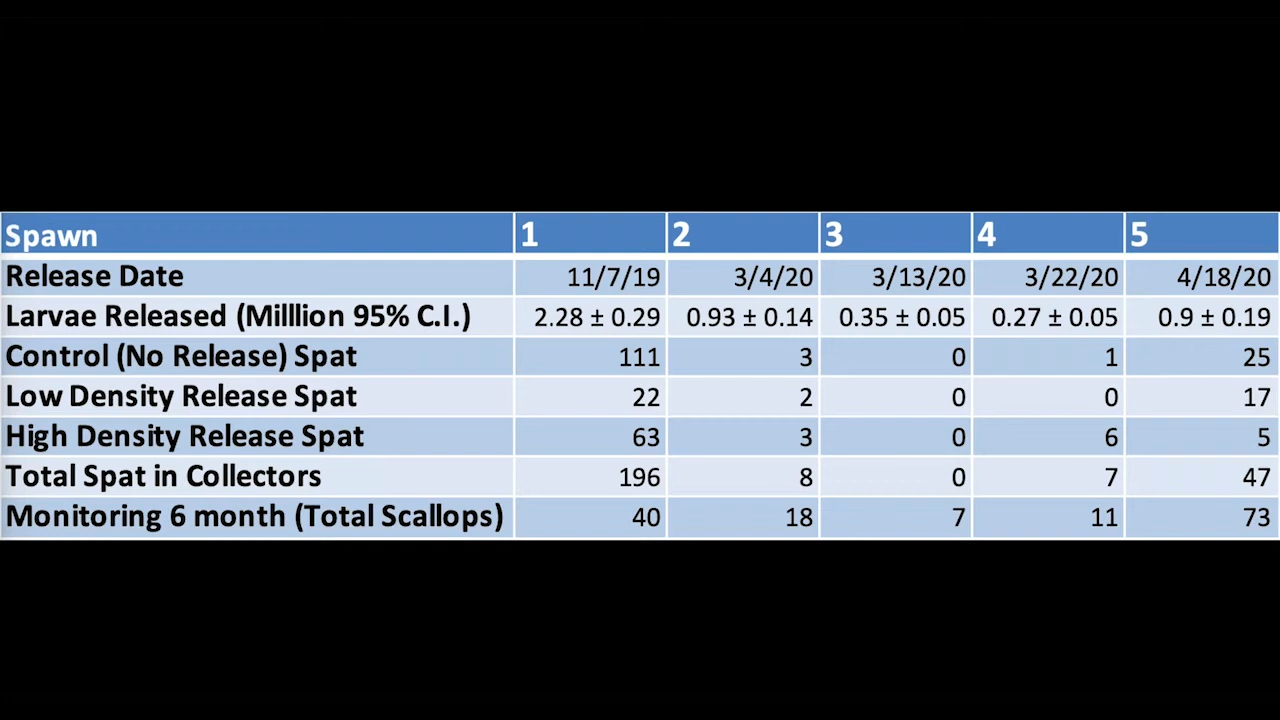 Spawn 1 2 3 4 5
Release Date 11/7/19 3/4/20 3/13/20 3/22/20 4/18/20
Larvae Released (Milllion 95% C.I.) 2.28 ± 0.29 0.93 ± 0.14 0.35 ± 0.05 0.27 ± 0.05 0.9 ± 0.19
Control (No Release) Spat 111 3 0 1 25
Low Density Release Spat 22 2 0 0 17
High Density Release Spat 63 3 0 6 5
Total Spat in Collectors 196 8 0 7 47
Monitoring 6 month (Total Scallops) 40 18 7 11 73